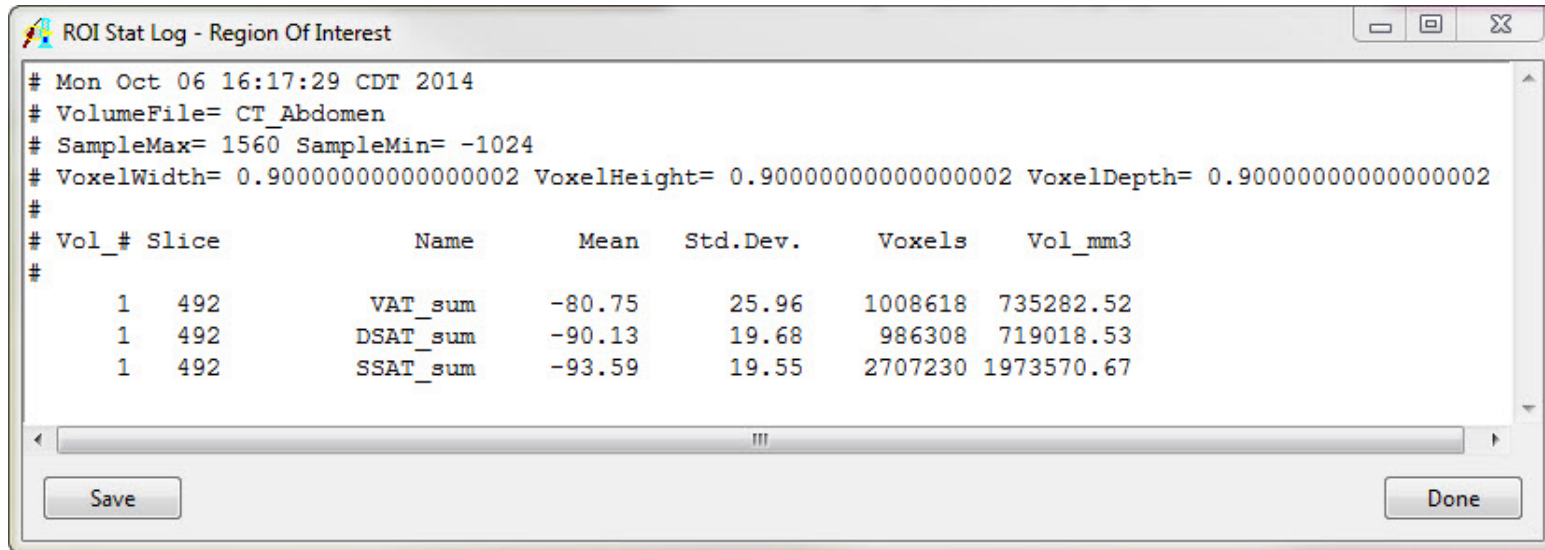 ROI Stat Log - Region Of Interest
# Mon Oct 06 16:17:29 CDT 2014
# VolumeFile= CT_Abdomen
# SampleMax= 1560 SampleMin= -1024
# VoxelWidth= 0.90000000000000002 VoxelHeight= 0.90000000000000002 VoxelDepth= 0.90000000000000002
#
# Vol_# Slice Name Mean Std.Dev. Voxels Vol_mm3
#
1 492 VAT_sum -80.75 25.96 1008618 735282.52
1 492 DSAT_sum -90.13 19.68 986308 719018.53
1 492 SSAT_sum -93.59 19.55 2707230 1973570.67
Save Done